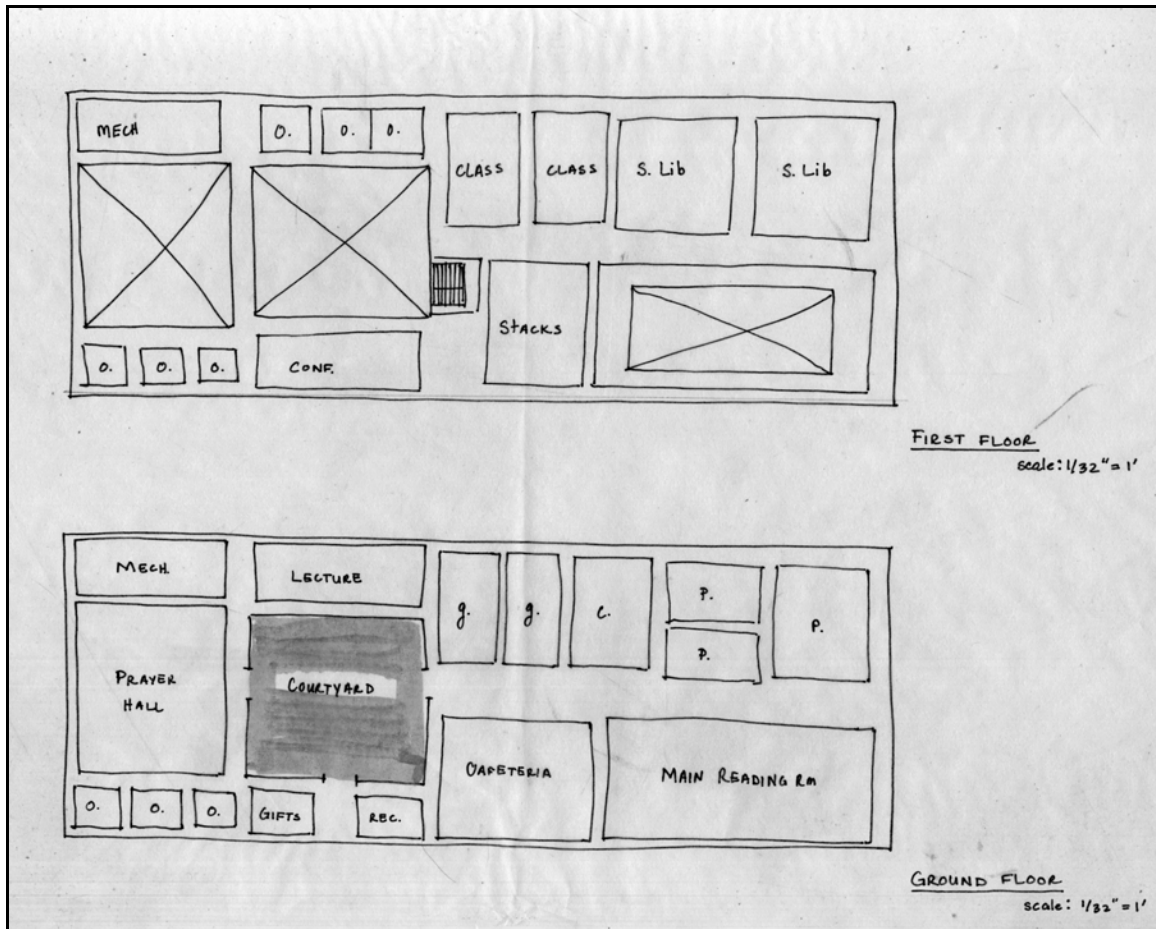 MECH
O.
O.
O.
CLASS
CLASS
S. Lib
S. Lib
STACKS
O.
O.
O.
CONF.
FIRST FLOOR
scale: 1/32" = 1'
MECH.
LECTURE
g.
g.
C.
P.
P.
P.
PRAYER
HALL
COURTYARD
CAFETERIA
MAIN READING RM
O.
O.
O.
GIFTS
REC.
GROUND FLOOR
scale: 1/32" = 1'